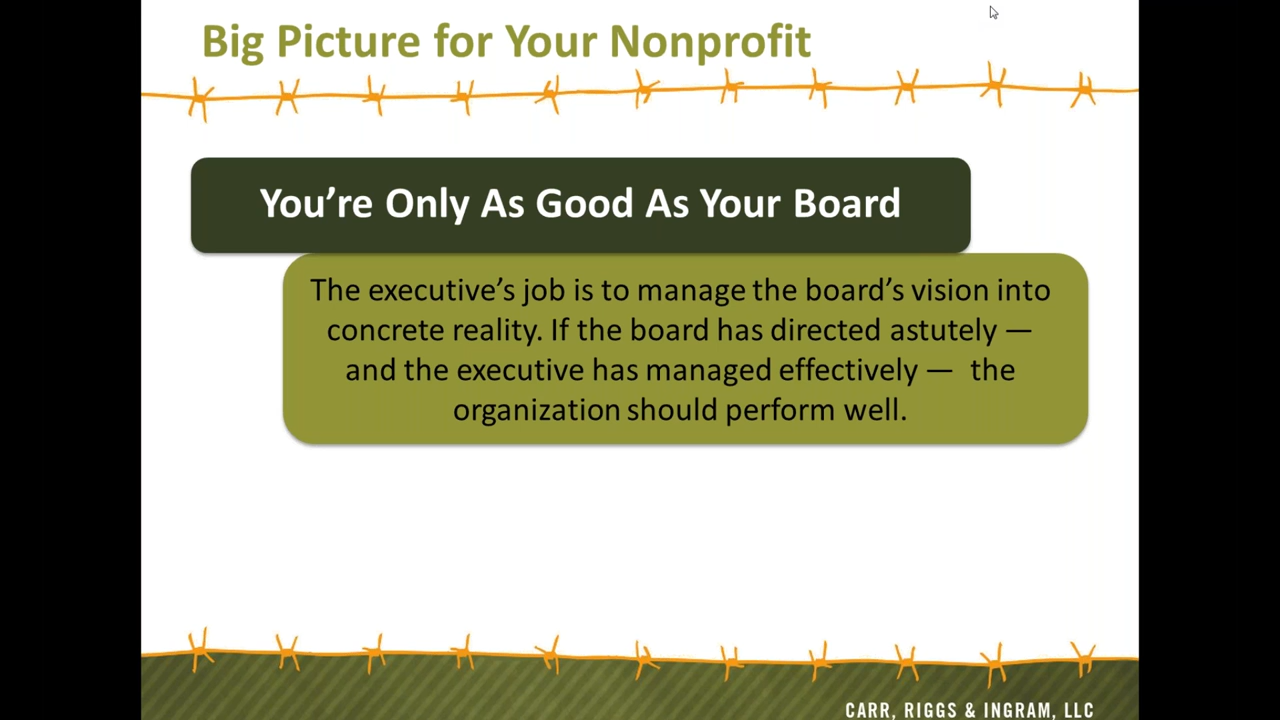 Big Picture for Your Nonprofit
You’re Only As Good As Your Board
The executive’s job is to manage the board’s vision into
concrete reality. If the board has directed astutely —
and the executive has managed effectively —  the
organization should perform well.
CARR, RIGGS & INGRAM, LLC